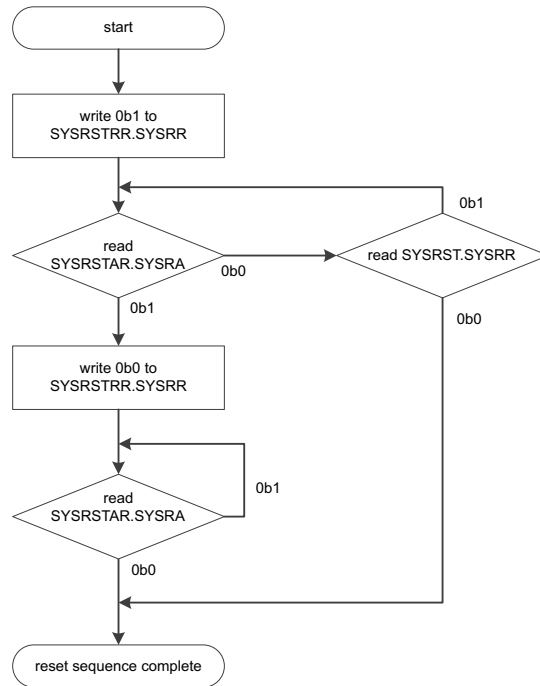 start
write 0b1 to
SYSRSTRR.SYSRR
0b1
read
SYSRSTAR.SYSRA
0b0
read SYSRST.SYSRR
0b1
0b0
write 0b0 to
SYSRSTRR.SYSRR
0b1
read
SYSRSTAR.SYSRA
0b0
reset sequence complete